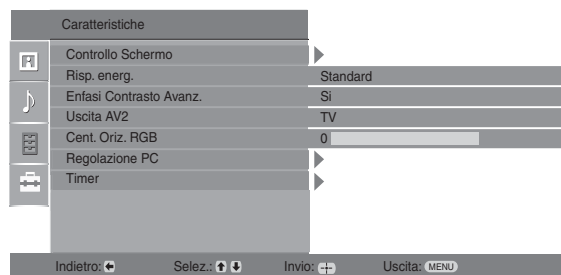 Caratteristiche
Controllo Schermo
Risp. energ. Standard
Enfasi Contrasto Avanz. Si
Uscita AV2 TV
Cent. Oriz. RGB 0
Regolazione PC
Timer
Indietro: Selez.: Invio: Uscita: MENU